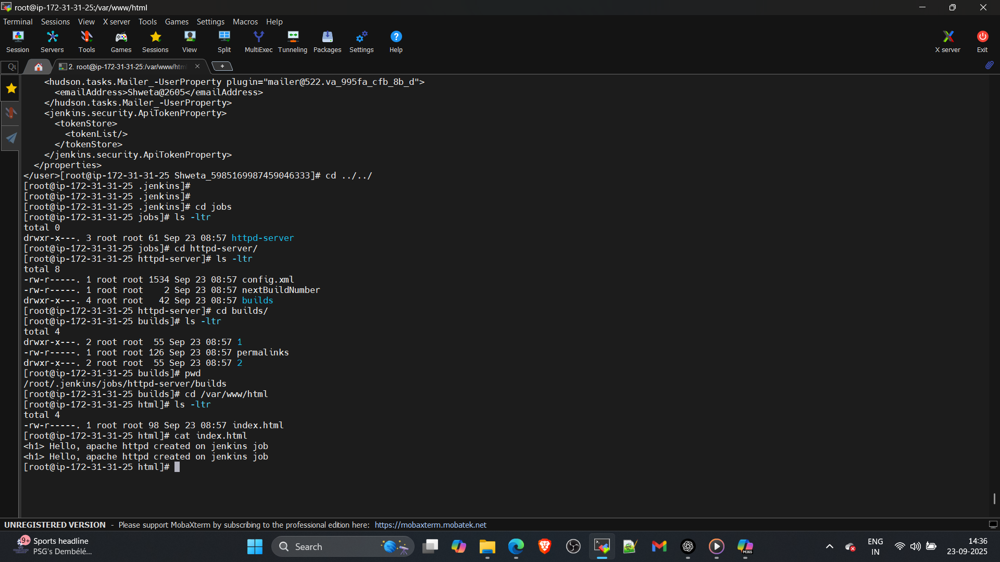 root@ip-172-31-31-25:/var/www/html
Terminal Sessions View X server Tools Games Settings Macros Help
Session Servers Tools Games Sessions View Split MultiExec Tunneling Packages Settings Help X server Exit
2. root@ip-172-31-31-25:/var/www/htm
    <hudson.tasks.Mailer_-UserProperty plugin="mailer@522.va_995fa_cfb_8b_d">
      <emailAddress>Shweta@2605</emailAddress>
    </hudson.tasks.Mailer_-UserProperty>
    <jenkins.security.ApiTokenProperty>
      <tokenStore>
        <tokenList/>
      </tokenStore>
    </jenkins.security.ApiTokenProperty>
  </properties>
</user>[root@ip-172-31-31-25 Shweta_5985169987459046333]# cd ../../
[root@ip-172-31-31-25 .jenkins]#
[root@ip-172-31-31-25 .jenkins]#
[root@ip-172-31-31-25 .jenkins]# cd jobs
[root@ip-172-31-31-25 jobs]# ls -ltr
total 0
drwxr-x---. 3 root root 61 Sep 23 08:57 httpd-server
[root@ip-172-31-31-25 jobs]# cd httpd-server/
[root@ip-172-31-31-25 httpd-server]# ls -ltr
total 8
-rw-r-----. 1 root root 1534 Sep 23 08:57 config.xml
-rw-r-----. 1 root root    2 Sep 23 08:57 nextBuildNumber
drwxr-x---. 4 root root   42 Sep 23 08:57 builds
[root@ip-172-31-31-25 httpd-server]# cd builds/
[root@ip-172-31-31-25 builds]# ls -ltr
total 4
drwxr-x---. 2 root root  55 Sep 23 08:57 1
-rw-r-----. 1 root root 126 Sep 23 08:57 permalinks
drwxr-x---. 2 root root  55 Sep 23 08:57 2
[root@ip-172-31-31-25 builds]# pwd
/root/.jenkins/jobs/httpd-server/builds
[root@ip-172-31-31-25 builds]# cd /var/www/html
[root@ip-172-31-31-25 html]# ls -ltr
total 4
-rw-r-----. 1 root root 98 Sep 23 08:57 index.html
[root@ip-172-31-31-25 html]# cat index.html
<h1> Hello, apache httpd created on jenkins job
<h1> Hello, apache httpd created on jenkins job
[root@ip-172-31-31-25 html]#
UNREGISTERED VERSION - Please support MobaXterm by subscribing to the professional edition here: https://mobaxterm.mobatek.net
9+ Sports headline
PSG's Dembélé...
Search
M365
ENG
IN
14:36
23-09-2025